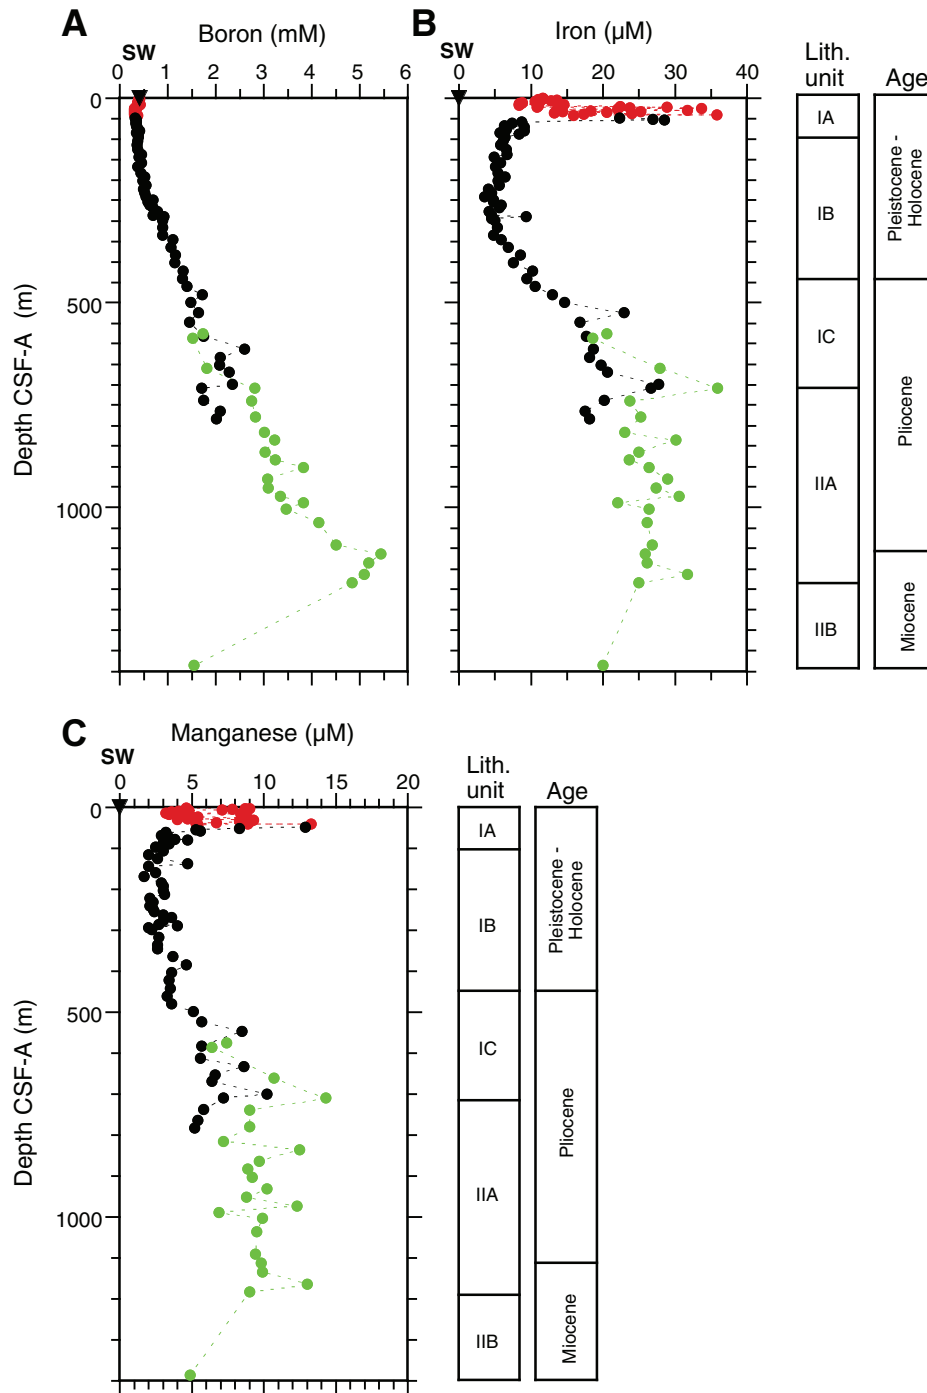 A
Boron (mM)
SW
0 1 2 3 4 5 6
0
500
1000
Depth CSF-A (m)
B
Iron (µM)
SW
0 10 20 30 40
Lith.
unit
Age
IA
IB
IC
IIA
IIB
Pleistocene -
Holocene
Pliocene
Miocene
C
Manganese (µM)
SW
0 5 10 15 20
0
500
1000
Depth CSF-A (m)
Lith.
unit
Age
IA
IB
IC
IIA
IIB
Pleistocene -
Holocene
Pliocene
Miocene